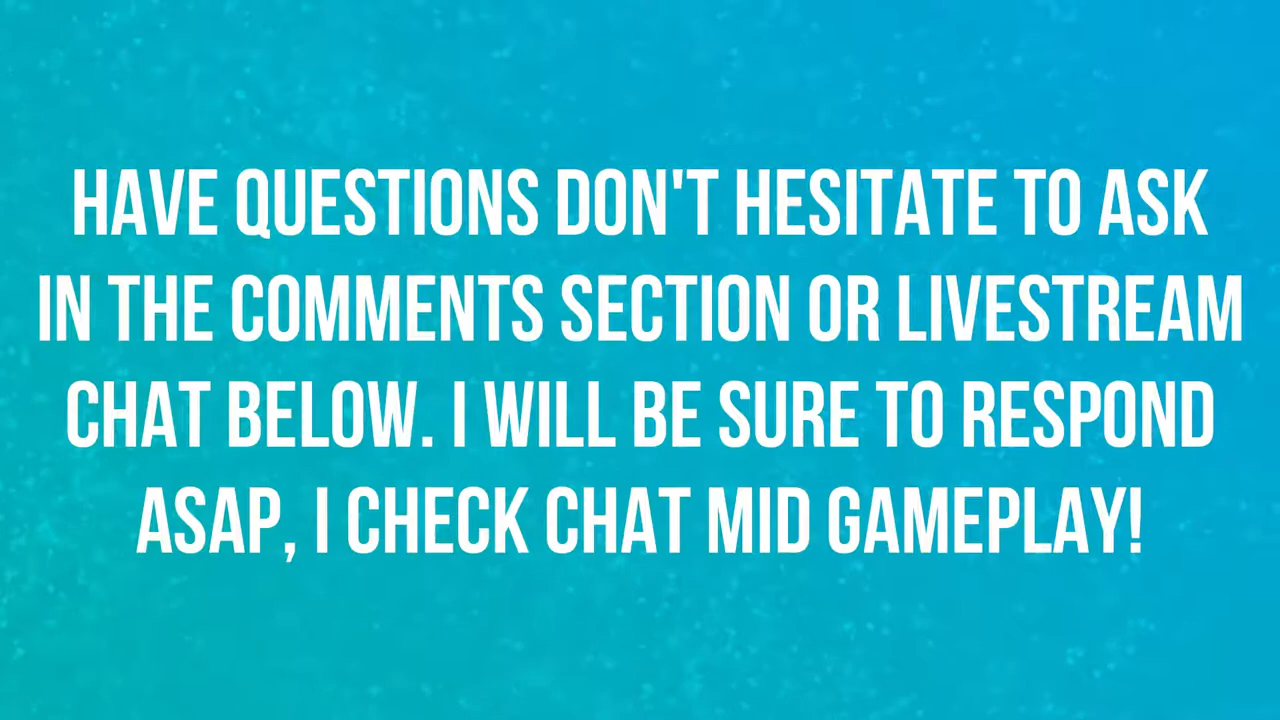 HAVE QUESTIONS DON'T HESITATE TO ASK
IN THE COMMENTS SECTION OR LIVESTREAM
CHAT BELOW. I WILL BE SURE TO RESPOND
ASAP, I CHECK CHAT MID GAMEPLAY!